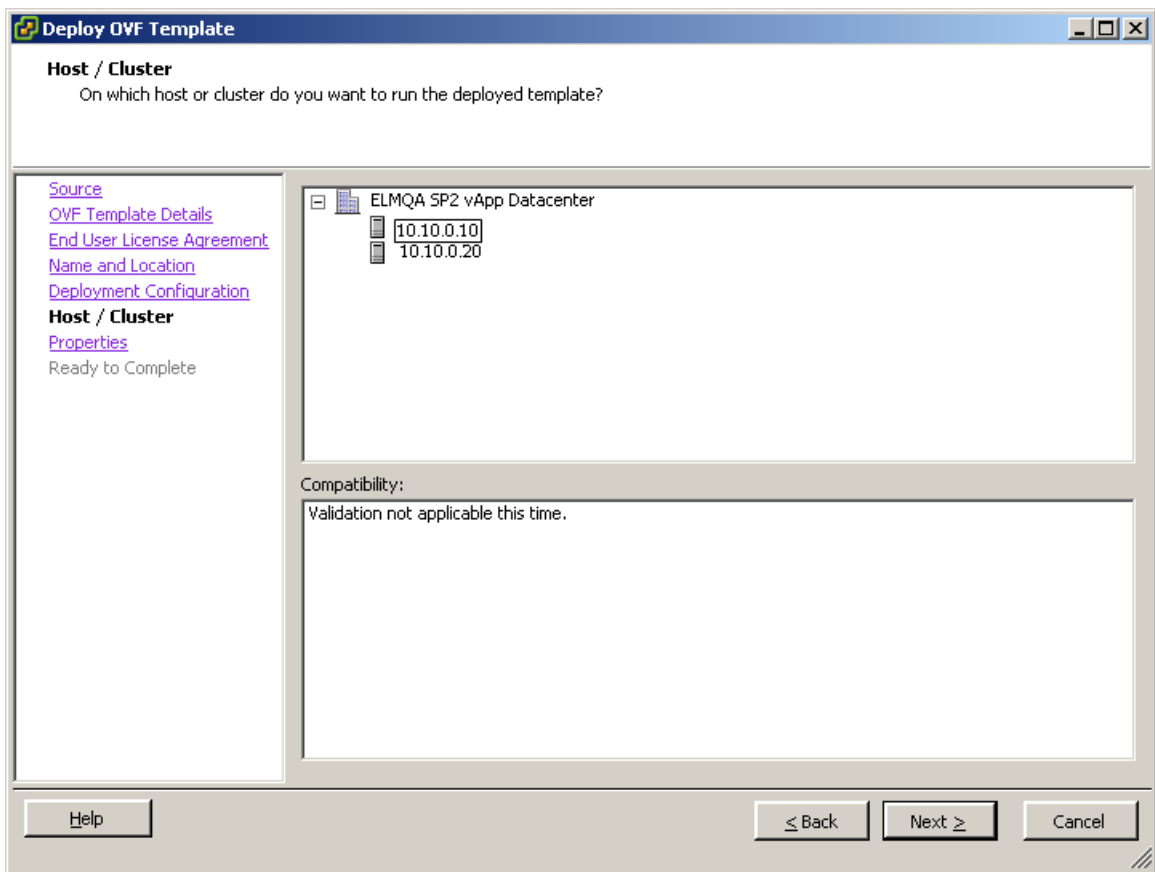 Deploy OVF Template
Host / Cluster
On which host or cluster do you want to run the deployed template?
Source
OVF Template Details
End User License Agreement
Name and Location
Deployment Configuration
Host / Cluster
Properties
Ready to Complete
ELMQA SP2 vApp Datacenter
10.10.0.10
10.10.0.20
Compatibility:
Validation not applicable this time.
Help
< Back
Next >
Cancel